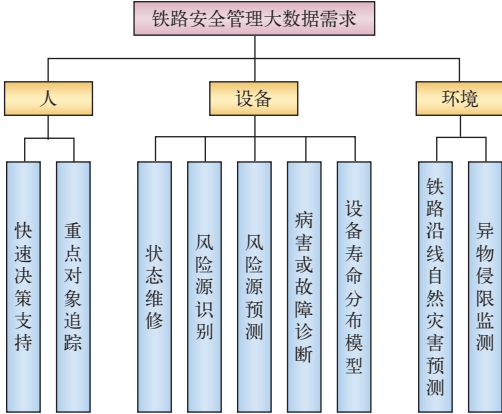 铁路安全管理大数据需求
人
设备
环境
快速决策支持
重点对象追踪
状态维修
风险源识别
风险源预测
病害或故障诊断
设备寿命分布模型
铁路沿线自然灾害预测
异物侵限监测